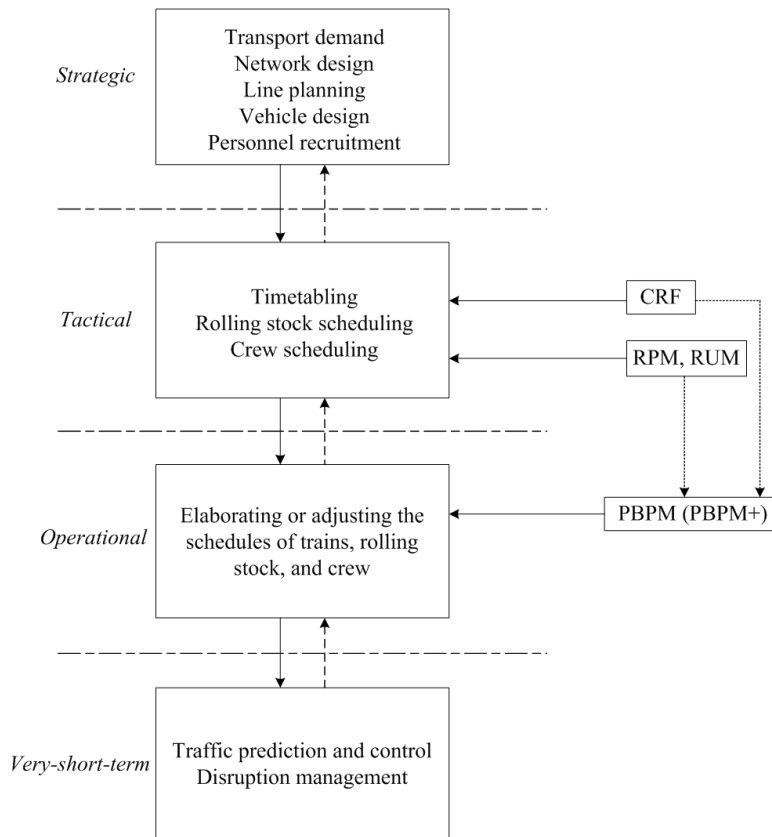 Strategic
Transport demand
Network design
Line planning
Vehicle design
Personnel recruitment
Tactical
Timetabling
Rolling stock scheduling
Crew scheduling
CRF
RPM, RUM
Operational
Elaborating or adjusting the
schedules of trains, rolling
stock, and crew
PBPM (PBPM+)
Very-short-term
Traffic prediction and control
Disruption management